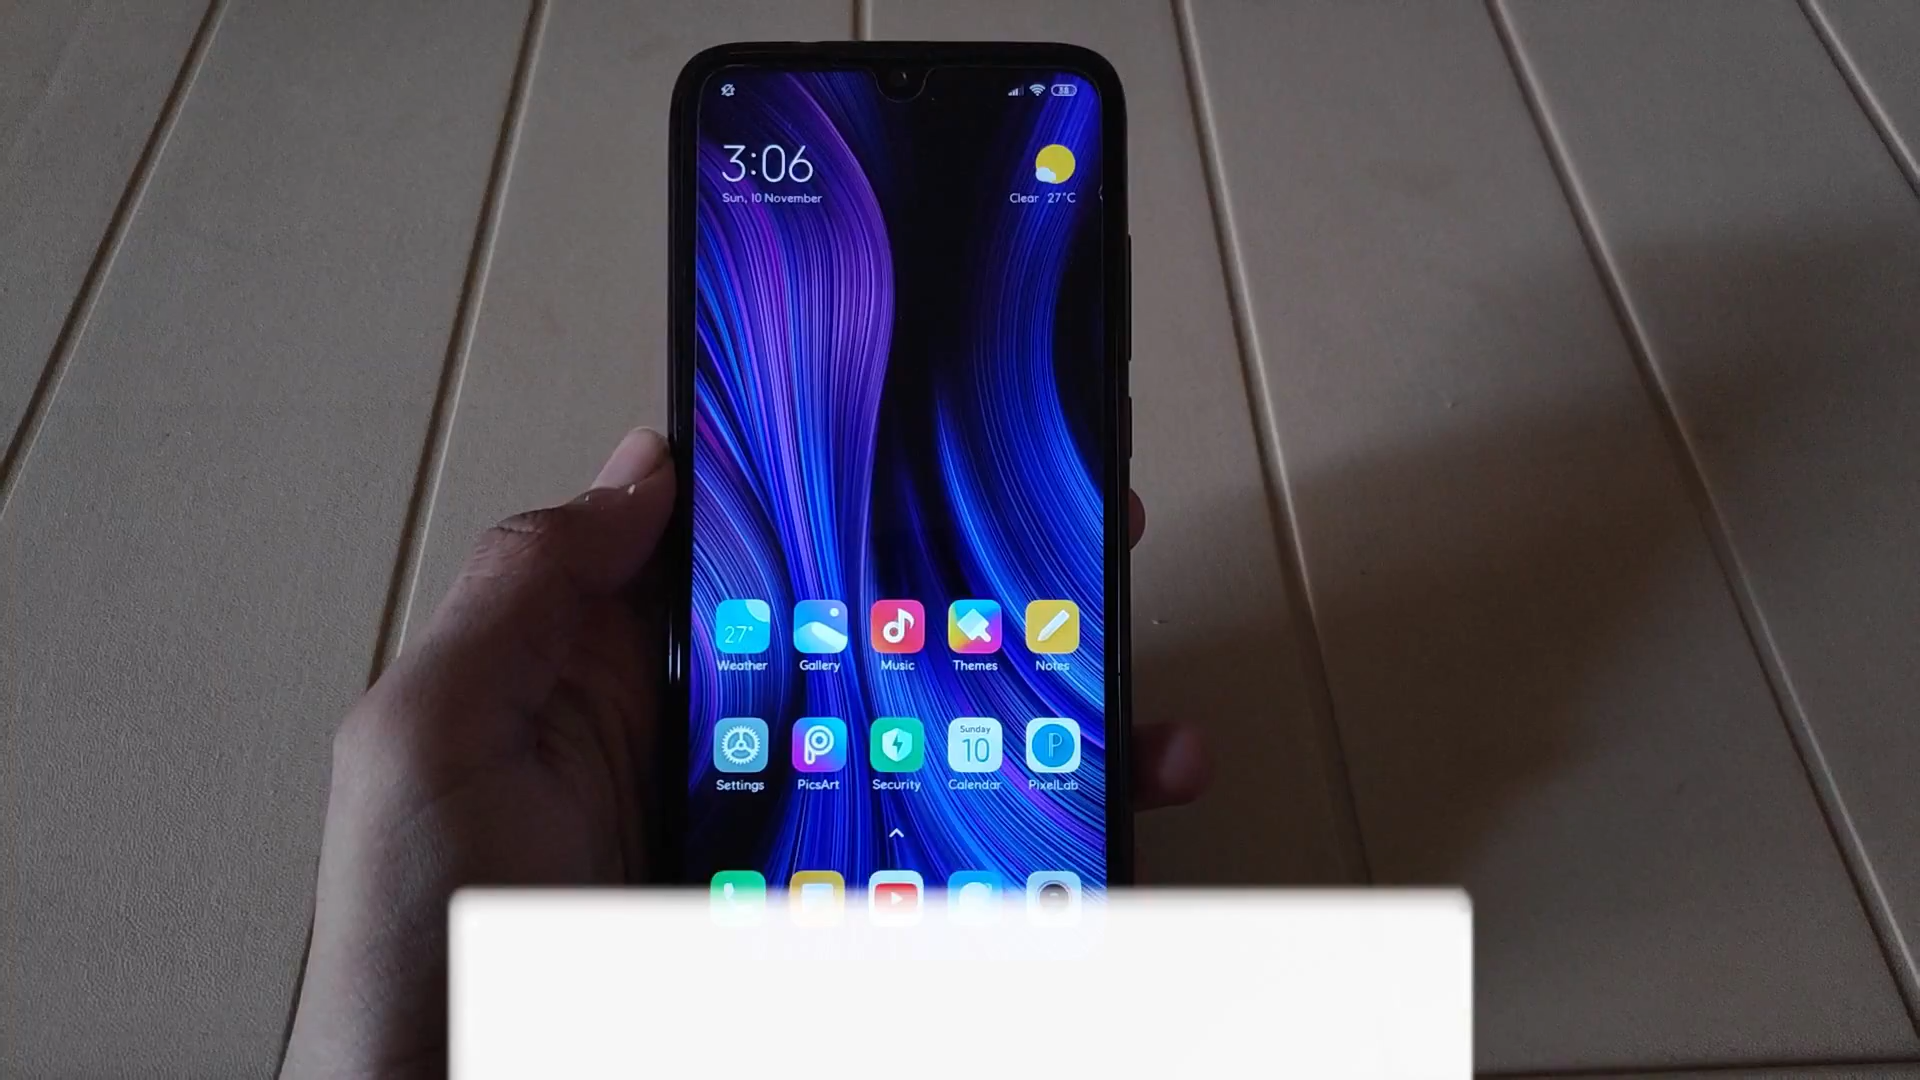 38
3:06
Sun, 10 November
Clear 27°C
27°
Weather Gallery Music Themes Notes
Sunday
10
P
Settings PicsArt Security Calendar PixelLab